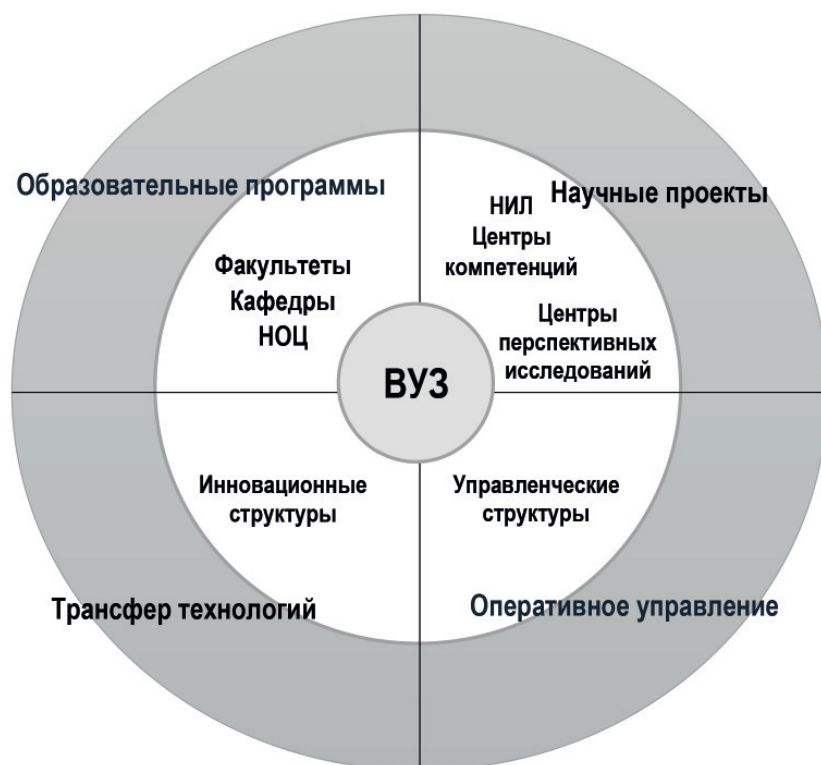 Образовательные программы
Научные проекты
НИЛ
Центры
компетенций
Факультеты
Кафедры
НОЦ
Центры
перспективных
исследований
ВУЗ
Инновационные
структуры
Управленческие
структуры
Трансфер технологий
Оперативное управление